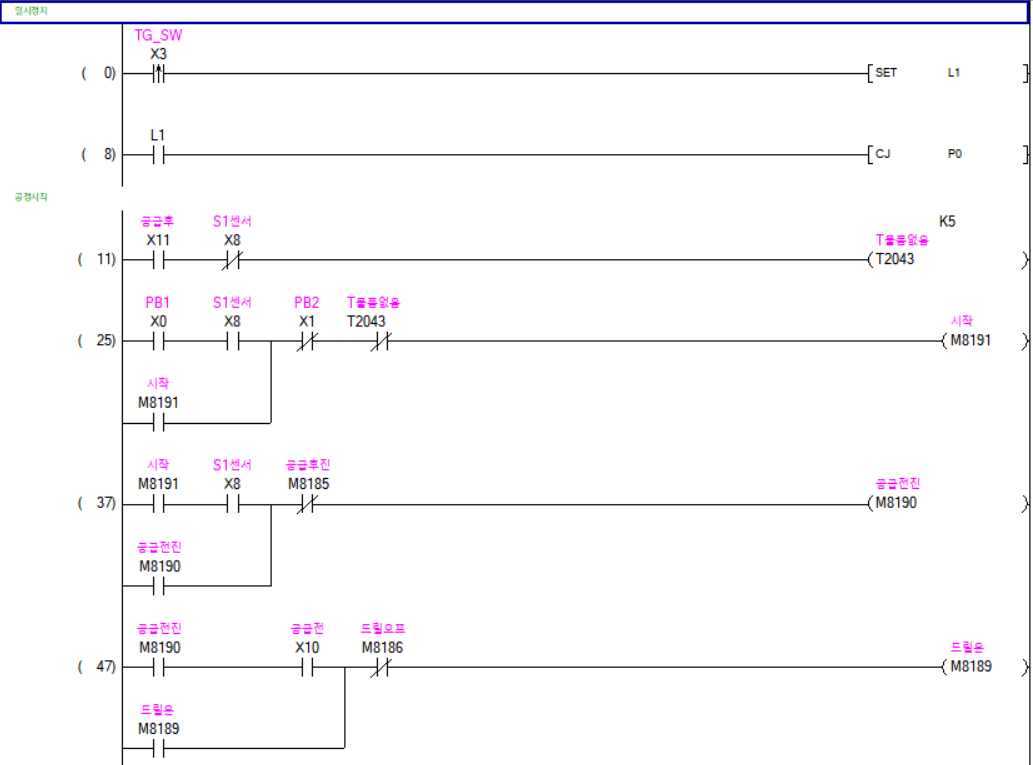 일시정지
TG_SW
X3
( 0) SET L1
L1
( 8) CJ P0
공정시작
공급후 S1센서 K5
X11 X8 T물품없음
( 11) T2043
PB1 S1센서 PB2 T물품없음
X0 X8 X1 T2043 시작
( 25) M8191
시작
M8191
시작 S1센서 공급후진
M8191 X8 M8185 공급전진
( 37) M8190
공급전진
M8190
공급전진 공급전 드릴오프
M8190 X10 M8186 드릴온
( 47) M8189
드릴온
M8189